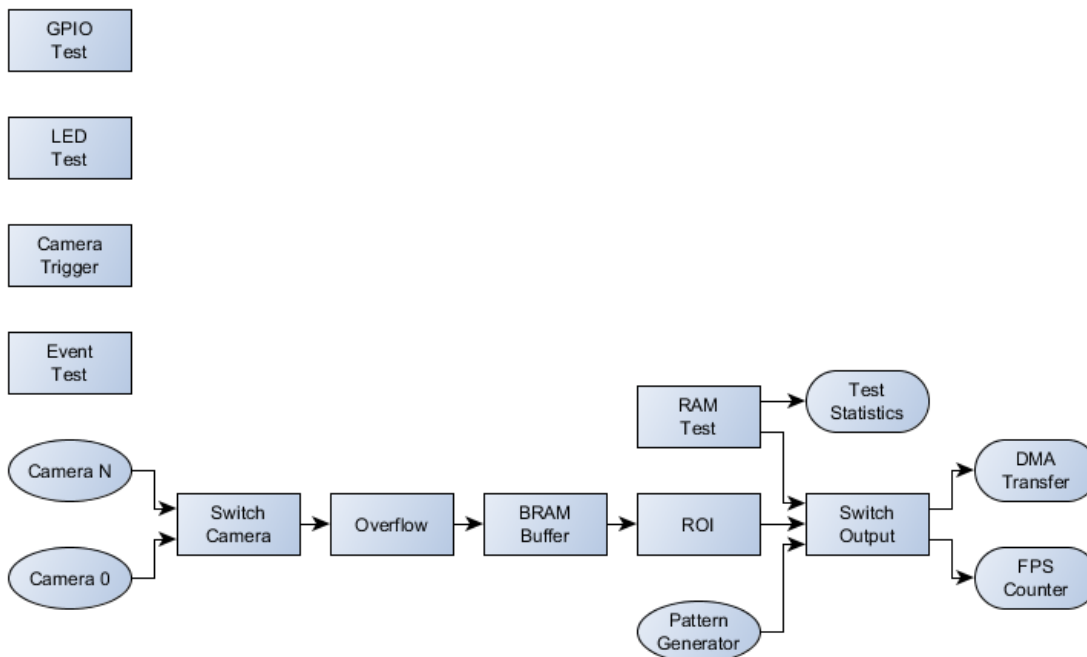 GPIO
Test
LED
Test
Camera
Trigger
Event
Test
RAM
Test
Test
Statistics
Camera N
DMA
Transfer
Switch
Camera
Overflow
BRAM
Buffer
ROI
Switch
Output
Camera 0
FPS
Counter
Pattern
Generator